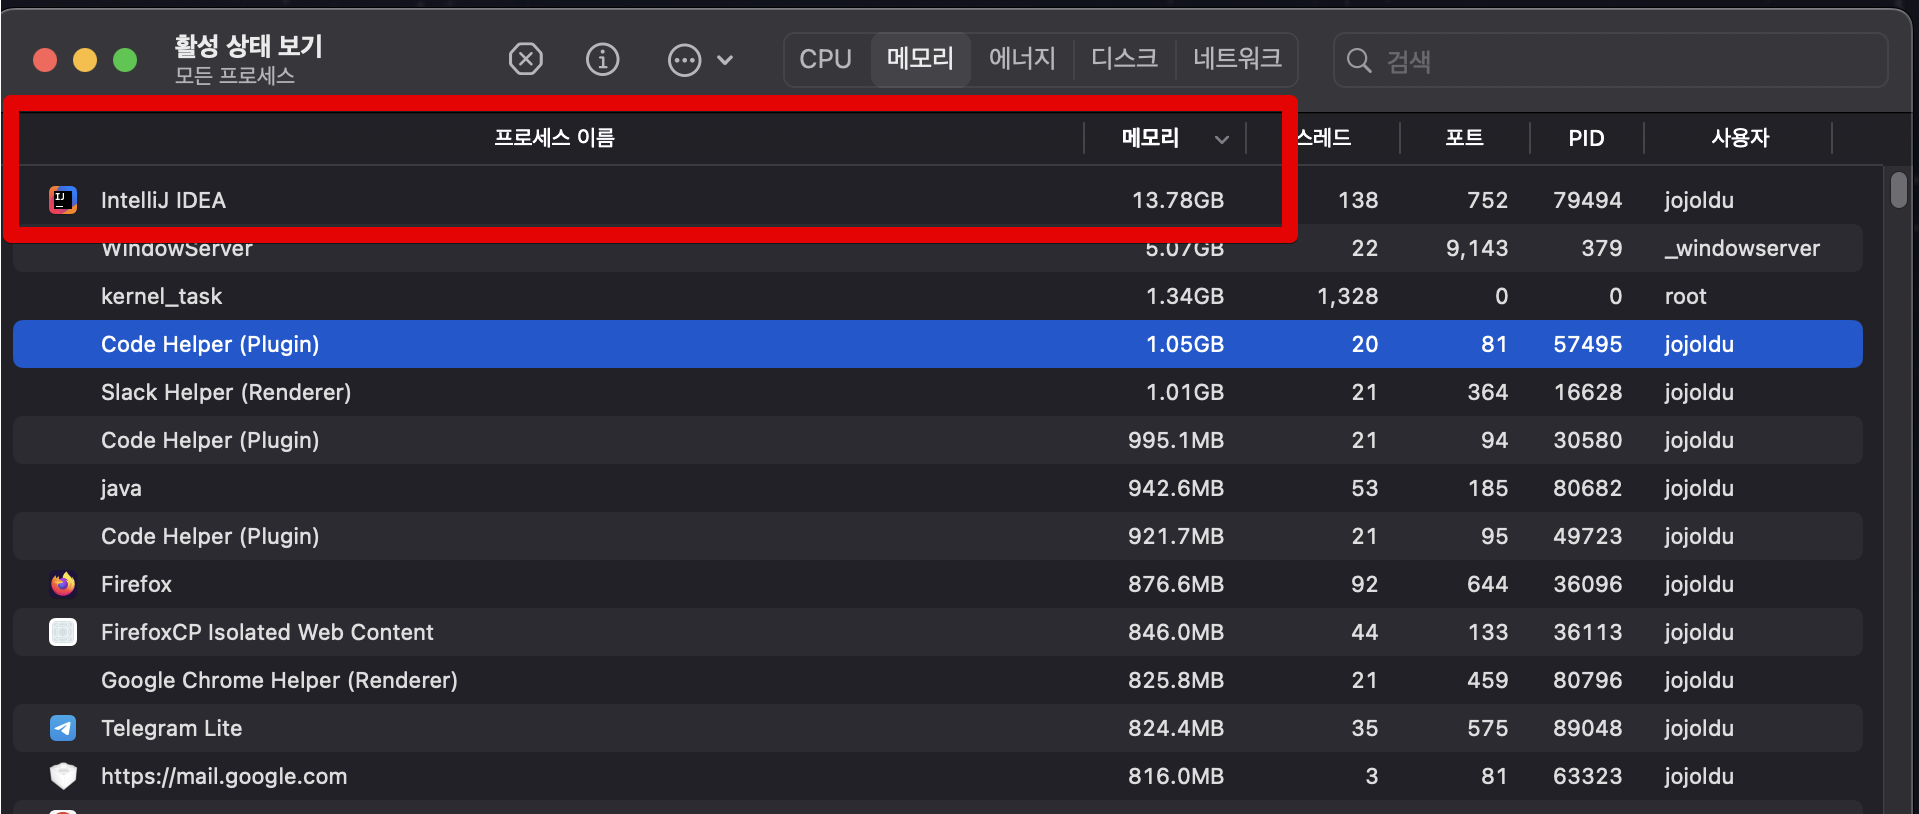 활성 상태 보기
모든 프로세스
CPU 메모리 에너지 디스크 네트워크 검색
프로세스 이름 메모리 스레드 포트 PID 사용자
IntelliJ IDEA 13.78GB 138 752 79494 jojoldu
WindowServer 5.07GB 22 9,143 379 _windowserver
kernel_task 1.34GB 1,328 0 0 root
Code Helper (Plugin) 1.05GB 20 81 57495 jojoldu
Slack Helper (Renderer) 1.01GB 21 364 16628 jojoldu
Code Helper (Plugin) 995.1MB 21 94 30580 jojoldu
java 942.6MB 53 185 80682 jojoldu
Code Helper (Plugin) 921.7MB 21 95 49723 jojoldu
Firefox 876.6MB 92 644 36096 jojoldu
FirefoxCP Isolated Web Content 846.0MB 44 133 36113 jojoldu
Google Chrome Helper (Renderer) 825.8MB 21 459 80796 jojoldu
Telegram Lite 824.4MB 35 575 89048 jojoldu
https://mail.google.com 816.0MB 3 81 63323 jojoldu